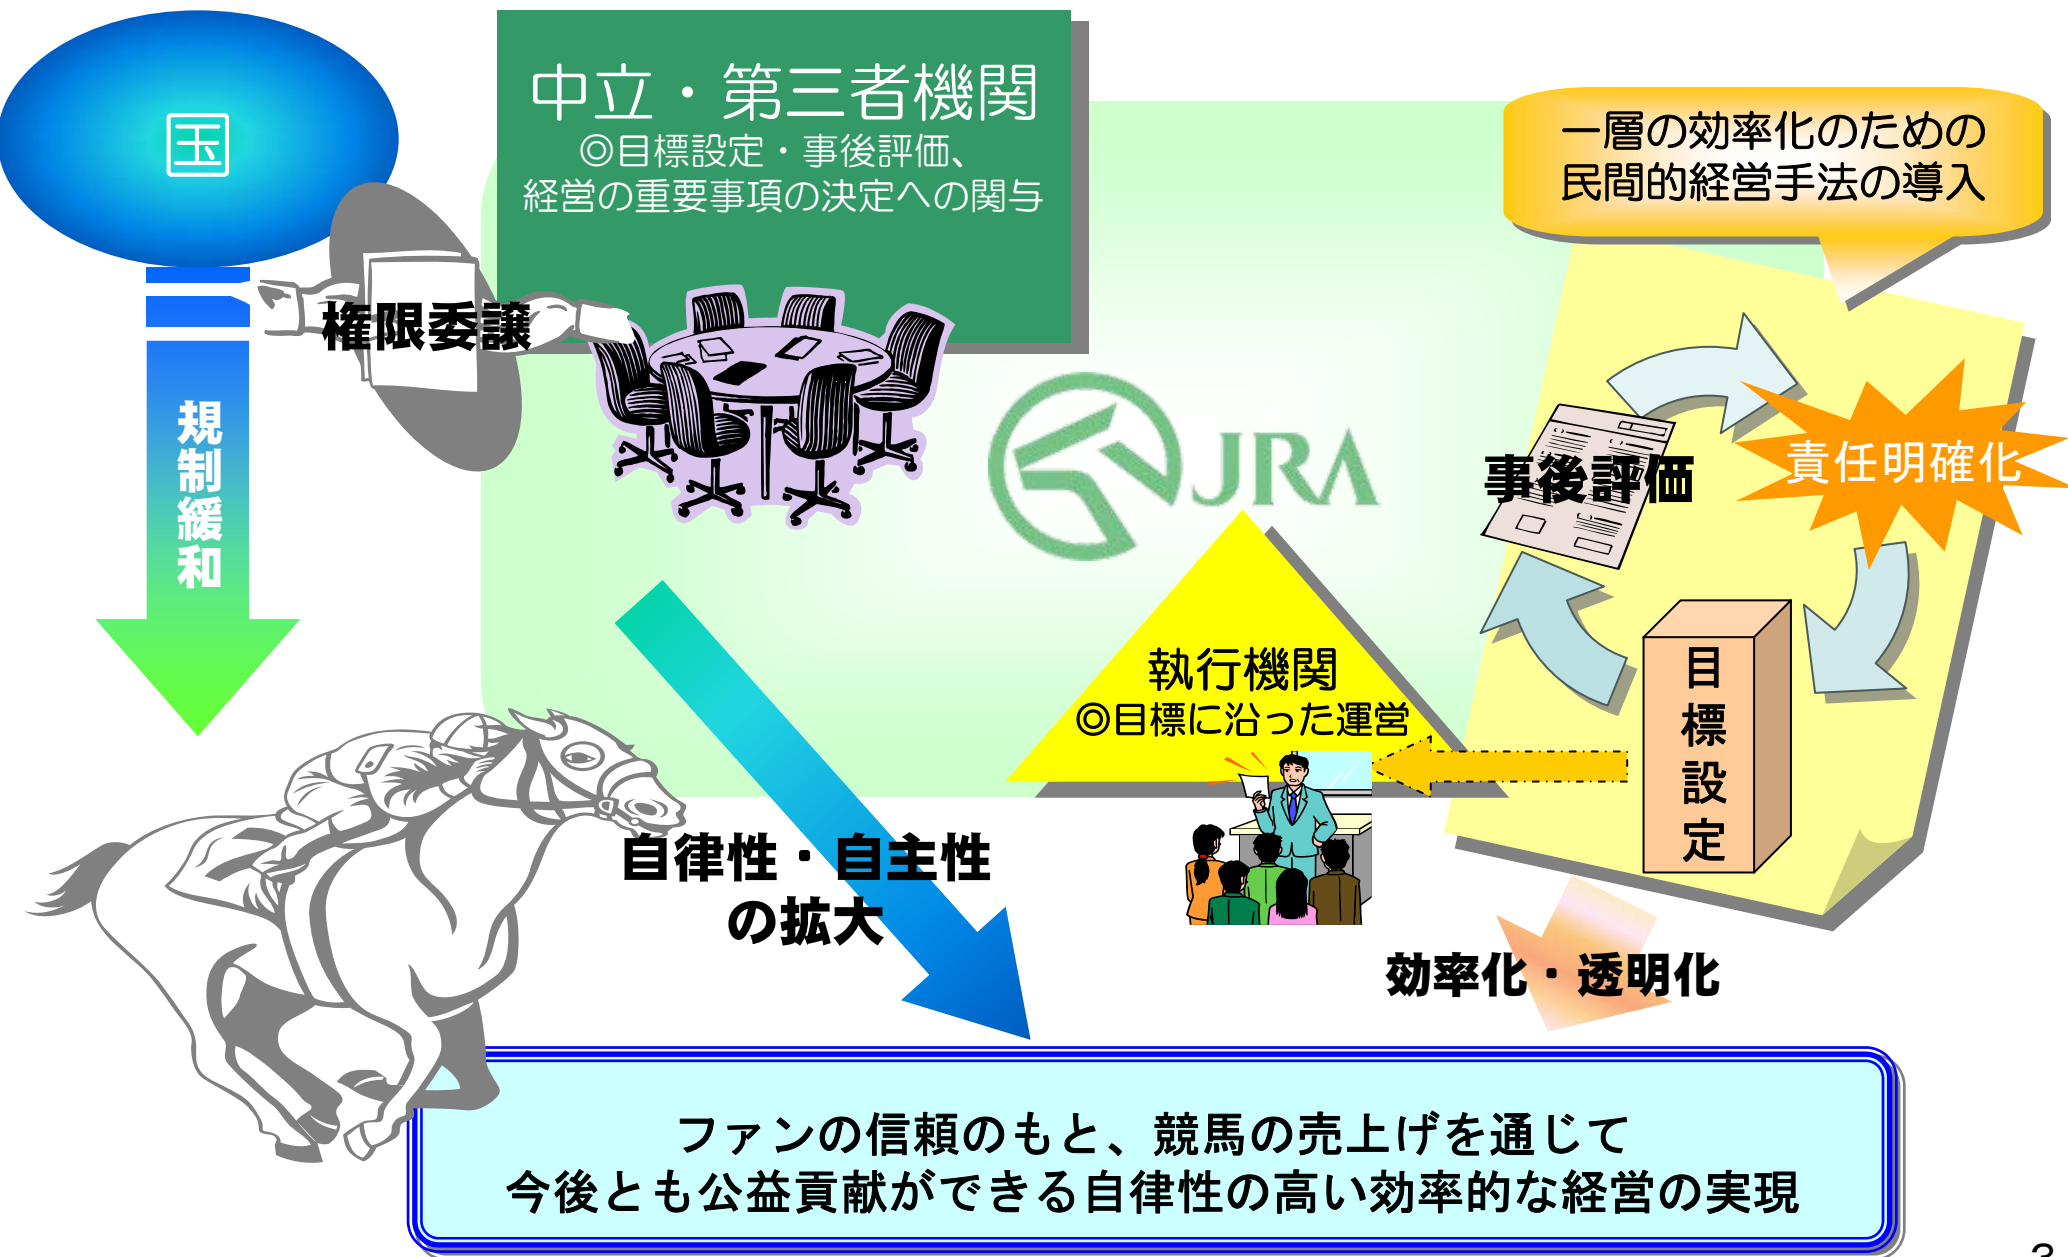 国
中立・第三者機関
◎目標設定・事後評価、
経営の重要事項の決定への関与
一層の効率化のための
民間的経営手法の導入
権限委譲
規制緩和
JRA
責任明確化
事後評価
目標設定
執行機関
◎目標に沿った運営
自律性・自主性
の拡大
効率化・透明化
ファンの信頼のもと、競馬の売上げを通じて
今後とも公益貢献ができる自律性の高い効率的な経営の実現